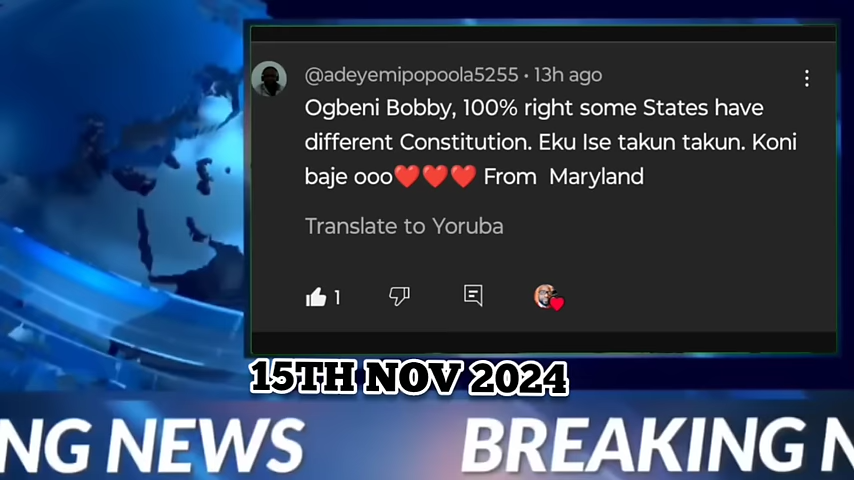 @adeyemipopoola5255 • 13h ago
Ogbeni Bobby, 100% right some States have
different Constitution. Eku Ise takun takun. Koni
baje ooo❤️❤️❤️ From Maryland
Translate to Yoruba
1
15TH NOV 2024
NG NEWS BREAKING N